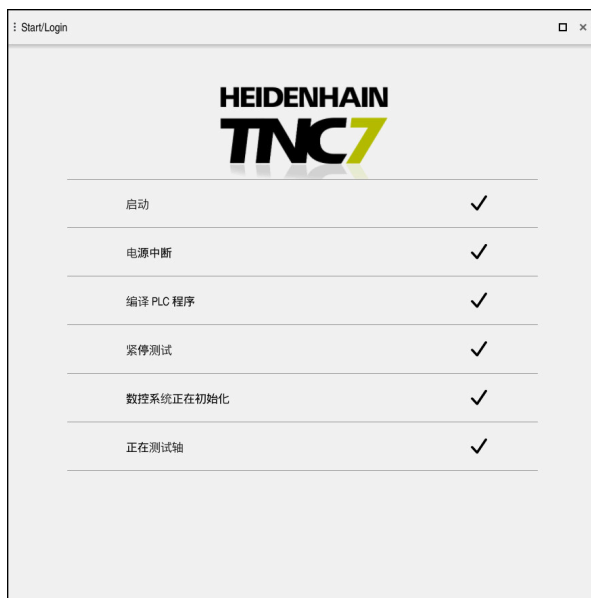 Start/Login
HEIDENHAIN
TNC7
启动
电源中断
编译 PLC 程序
紧停测试
数控系统正在初始化
正在测试轴